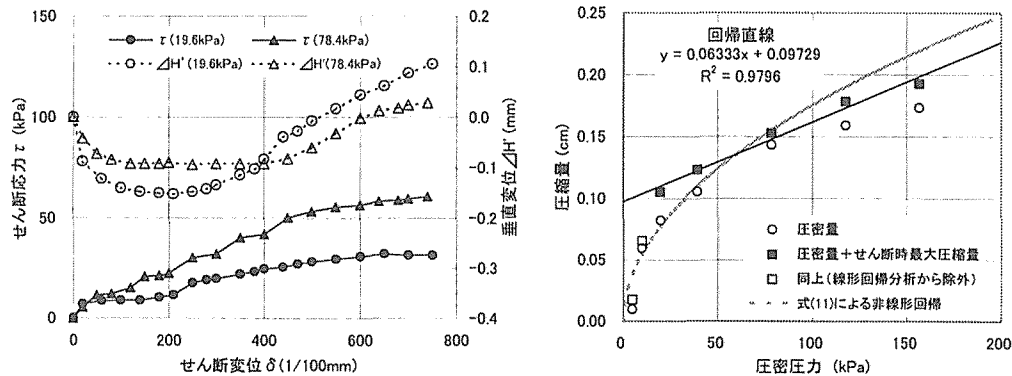 τ (19.6kPa)
τ (78.4kPa)
⊿H' (19.6kPa)
⊿H'(78.4kPa)
150
100
50
0
せん断応力 τ (kPa)
0.2
0.1
0.0
-0.1
-0.2
-0.3
-0.4
垂直変位⊿H' (mm)
0
200
400
600
800
せん断変位 δ (1/100mm)
回帰直線
y = 0.06333x + 0.09729
R² = 0.9796
0.25
0.20
0.15
0.10
0.05
0.00
圧縮量 (cm)
圧密量
圧密量+せん断時最大圧縮量
同上(線形回帰分析から除外)
式(11)による非線形回帰
0
50
100
150
200
圧密圧力 (kPa)